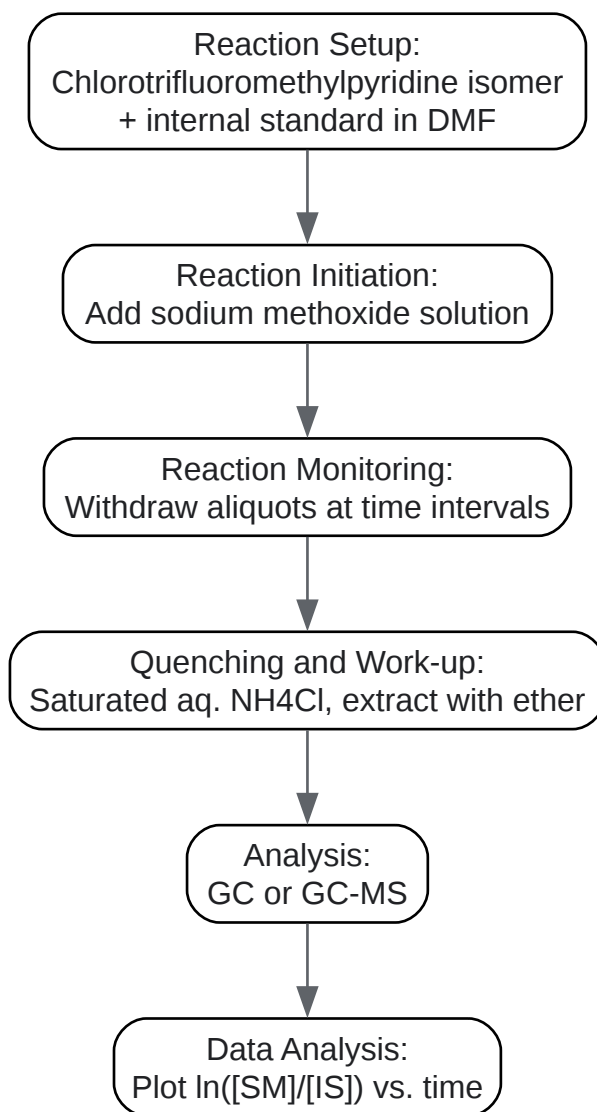 Reaction Setup:
Chlorotrifluoromethylpyridine isomer
+ internal standard in DMF
Reaction Initiation:
Add sodium methoxide solution
Reaction Monitoring:
Withdraw aliquots at time intervals
Quenching and Work-up:
Saturated aq. NH4Cl, extract with ether
Analysis:
GC or GC-MS
Data Analysis:
Plot ln([SM]/[IS]) vs. time